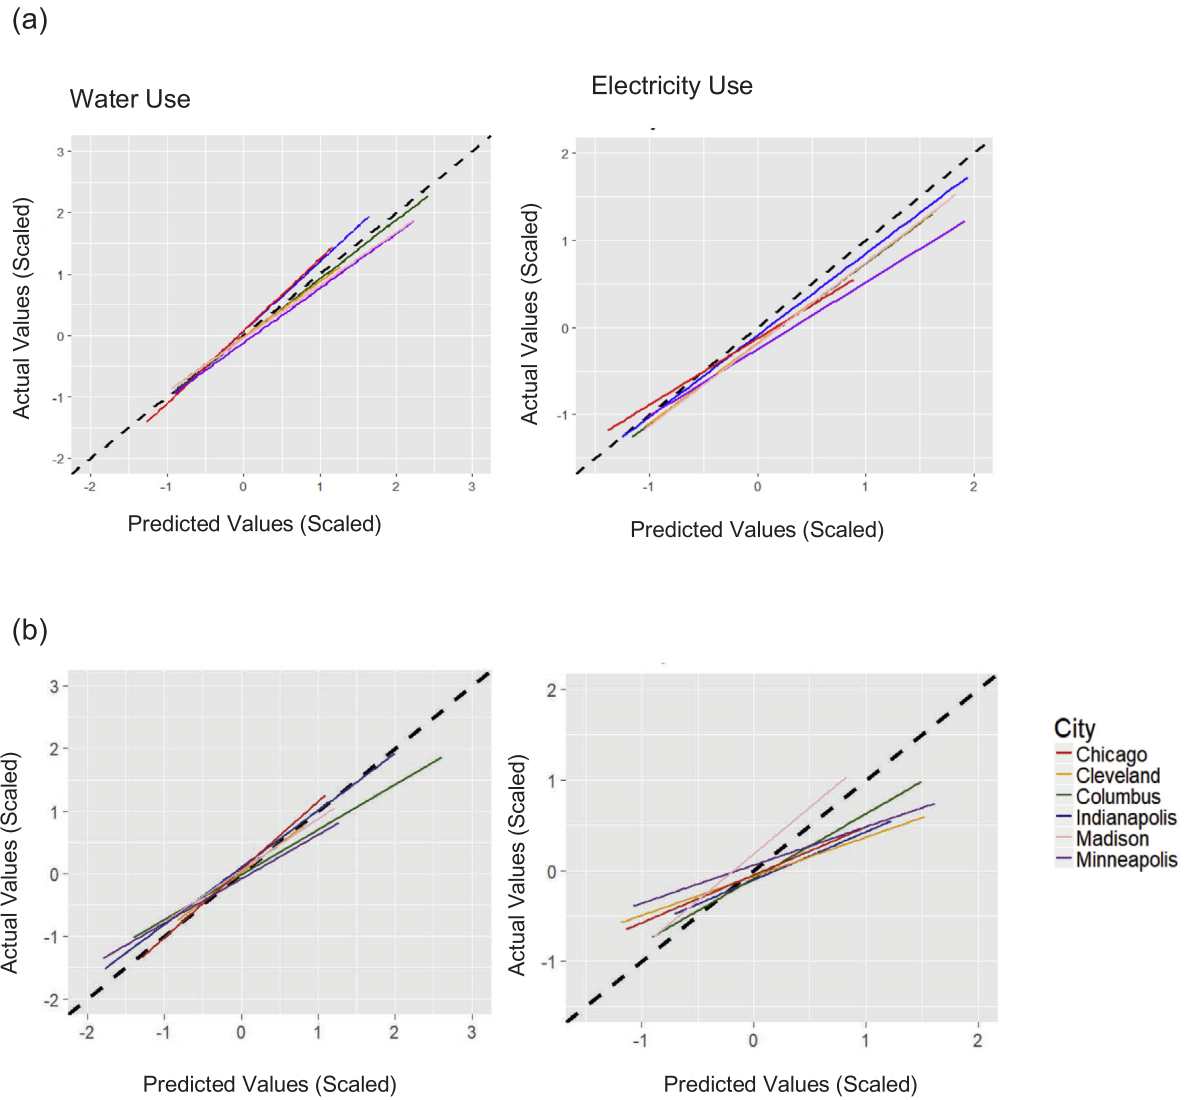 (a)
Water Use
Electricity Use
3
2
1
0
-1
-2
Actual Values (Scaled)
-2 -1 0 1 2 3
Predicted Values (Scaled)
2
1
0
-1
Actual Values (Scaled)
-1 0 1 2
Predicted Values (Scaled)
(b)
3
2
1
0
-1
-2
Actual Values (Scaled)
-2 -1 0 1 2 3
Predicted Values (Scaled)
2
1
0
-1
Actual Values (Scaled)
-1 0 1 2
Predicted Values (Scaled)
City
Chicago
Cleveland
Columbus
Indianapolis
Madison
Minneapolis